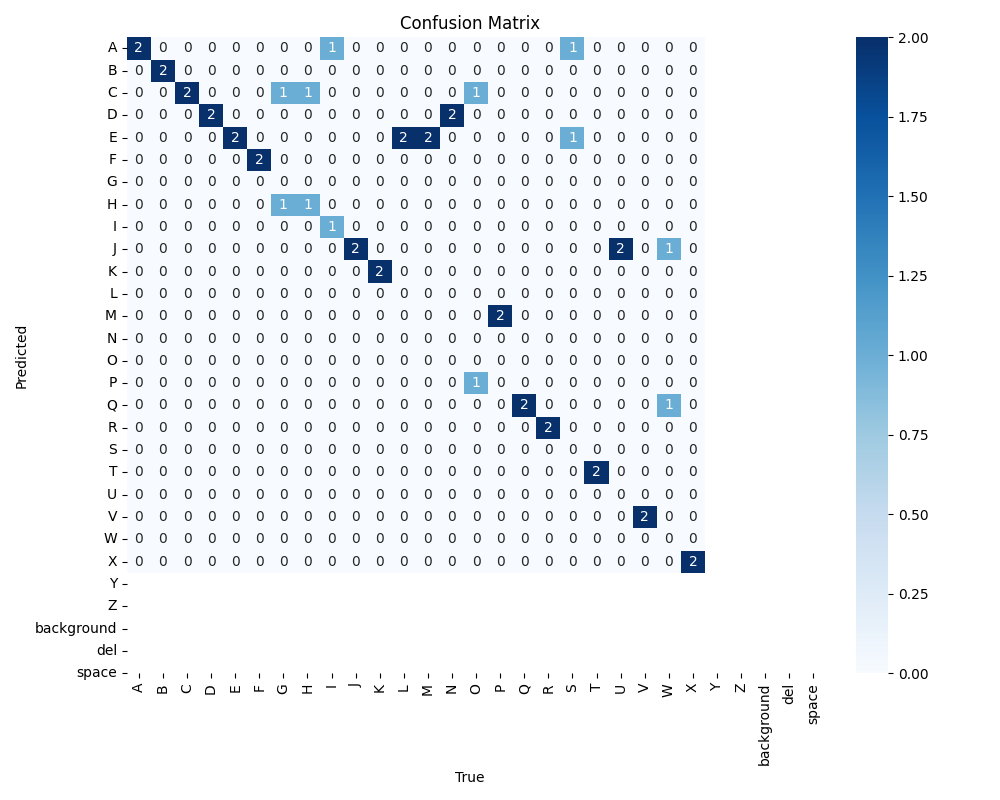 Confusion Matrix
Predicted
A 2 0 0 0 0 0 0 0 1 0 0 0 0 0 0 0 0 0 1 0 0 0 0 0
B 0 2 0 0 0 0 0 0 0 0 0 0 0 0 0 0 0 0 0 0 0 0 0 0
C 0 0 2 0 0 0 1 1 0 0 0 0 0 0 1 0 0 0 0 0 0 0 0 0
D 0 0 0 2 0 0 0 0 0 0 0 0 0 2 0 0 0 0 0 0 0 0 0 0
E 0 0 0 0 2 0 0 0 0 0 0 2 2 0 0 0 0 0 1 0 0 0 0 0
F 0 0 0 0 0 2 0 0 0 0 0 0 0 0 0 0 0 0 0 0 0 0 0 0
G 0 0 0 0 0 0 0 0 0 0 0 0 0 0 0 0 0 0 0 0 0 0 0 0
H 0 0 0 0 0 0 1 1 0 0 0 0 0 0 0 0 0 0 0 0 0 0 0 0
I 0 0 0 0 0 0 0 0 1 0 0 0 0 0 0 0 0 0 0 0 0 0 0 0
J 0 0 0 0 0 0 0 0 0 2 0 0 0 0 0 0 0 0 0 0 2 0 1 0
K 0 0 0 0 0 0 0 0 0 0 2 0 0 0 0 0 0 0 0 0 0 0 0 0
L 0 0 0 0 0 0 0 0 0 0 0 0 0 0 0 0 0 0 0 0 0 0 0 0
M 0 0 0 0 0 0 0 0 0 0 0 0 0 0 0 2 0 0 0 0 0 0 0 0
N 0 0 0 0 0 0 0 0 0 0 0 0 0 0 0 0 0 0 0 0 0 0 0 0
O 0 0 0 0 0 0 0 0 0 0 0 0 0 0 0 0 0 0 0 0 0 0 0 0
P 0 0 0 0 0 0 0 0 0 0 0 0 0 0 1 0 0 0 0 0 0 0 0 0
Q 0 0 0 0 0 0 0 0 0 0 0 0 0 0 0 0 2 0 0 0 0 0 1 0
R 0 0 0 0 0 0 0 0 0 0 0 0 0 0 0 0 0 2 0 0 0 0 0 0
S 0 0 0 0 0 0 0 0 0 0 0 0 0 0 0 0 0 0 0 0 0 0 0 0
T 0 0 0 0 0 0 0 0 0 0 0 0 0 0 0 0 0 0 0 2 0 0 0 0
U 0 0 0 0 0 0 0 0 0 0 0 0 0 0 0 0 0 0 0 0 0 0 0 0
V 0 0 0 0 0 0 0 0 0 0 0 0 0 0 0 0 0 0 0 0 0 2 0 0
W 0 0 0 0 0 0 0 0 0 0 0 0 0 0 0 0 0 0 0 0 0 0 0 0
X 0 0 0 0 0 0 0 0 0 0 0 0 0 0 0 0 0 0 0 0 0 0 0 2
Y
Z
background
del
space
A B C D E F G H I J K L M N O P Q R S T U V W X Y Z background del space
True
2.00
1.75
1.50
1.25
1.00
0.75
0.50
0.25
0.00